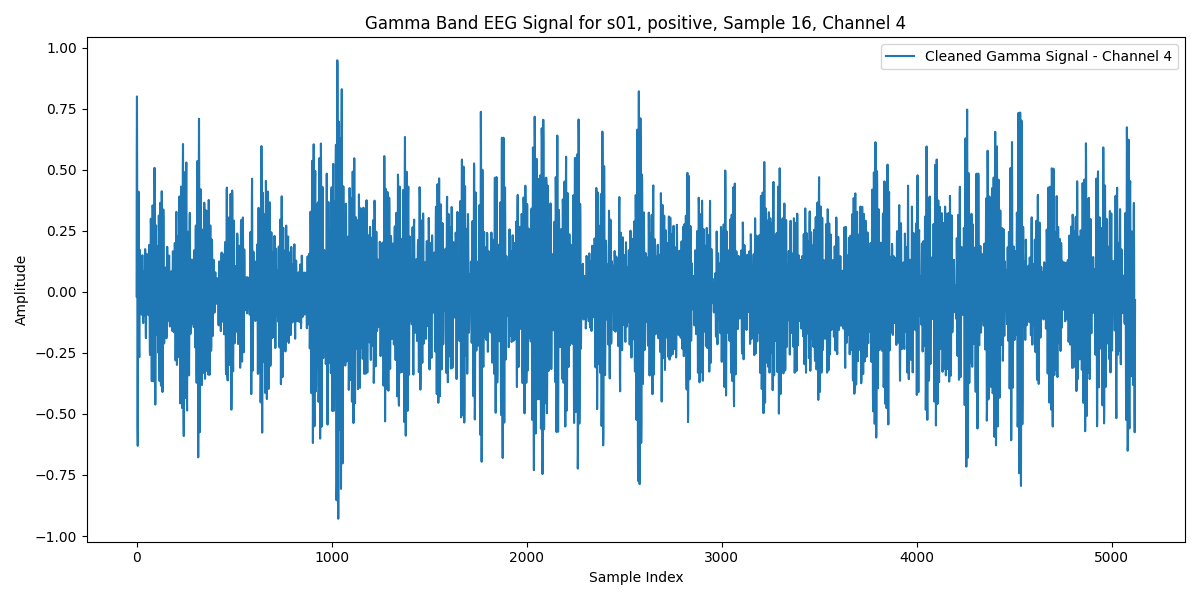 Gamma Band EEG Signal for s01, positive, Sample 16, Channel 4
Cleaned Gamma Signal - Channel 4
1.00
0.75
0.50
0.25
0.00
−0.25
−0.50
−0.75
−1.00
Amplitude
0 1000 2000 3000 4000 5000
Sample Index